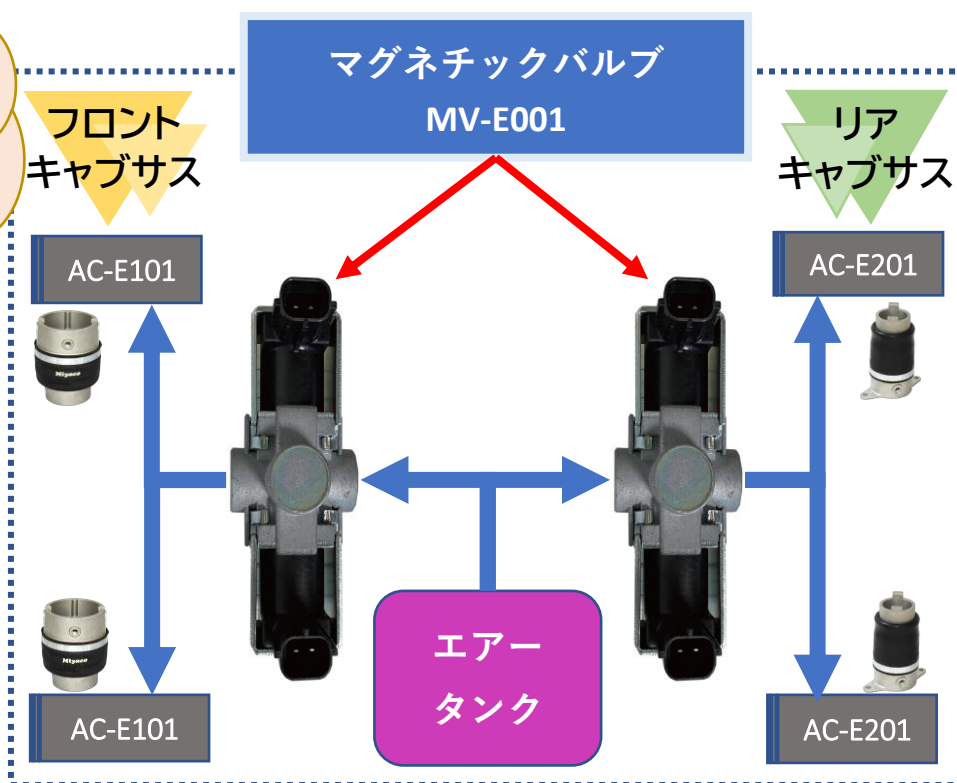 マグネチックバルブ
MV-E001
フロント
キャブサス
リア
キャブサス
AC-E101
AC-E201
Miyaco
Miyaco
エアー
タンク
AC-E101
AC-E201